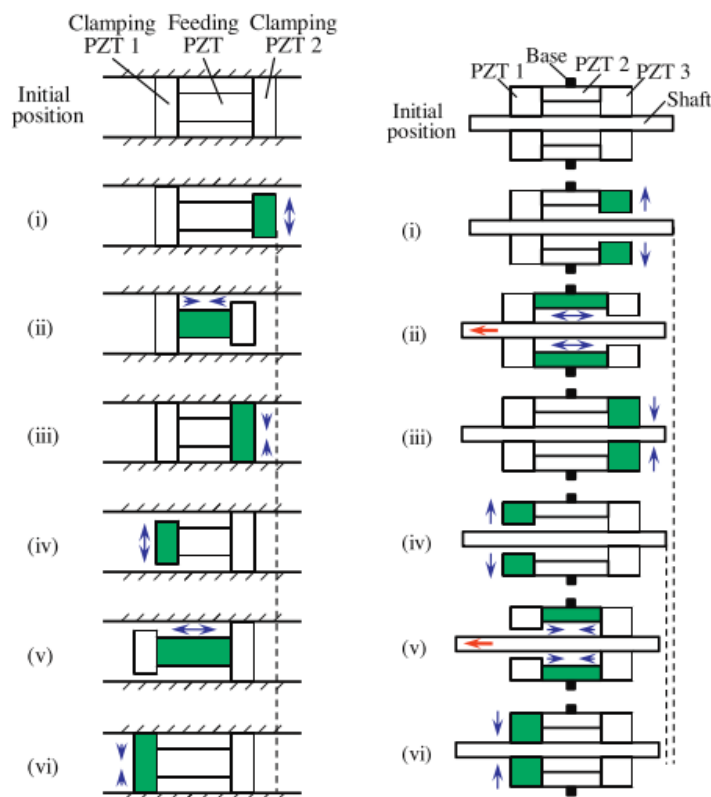 Clamping Feeding Clamping
PZT 1 PZT PZT 2
Initial
position
(i)
(ii)
(iii)
(iv)
(v)
(vi)
Base
PZT 1 PZT 2 PZT 3
Shaft
Initial
position
(i)
(ii)
(iii)
(iv)
(v)
(vi)